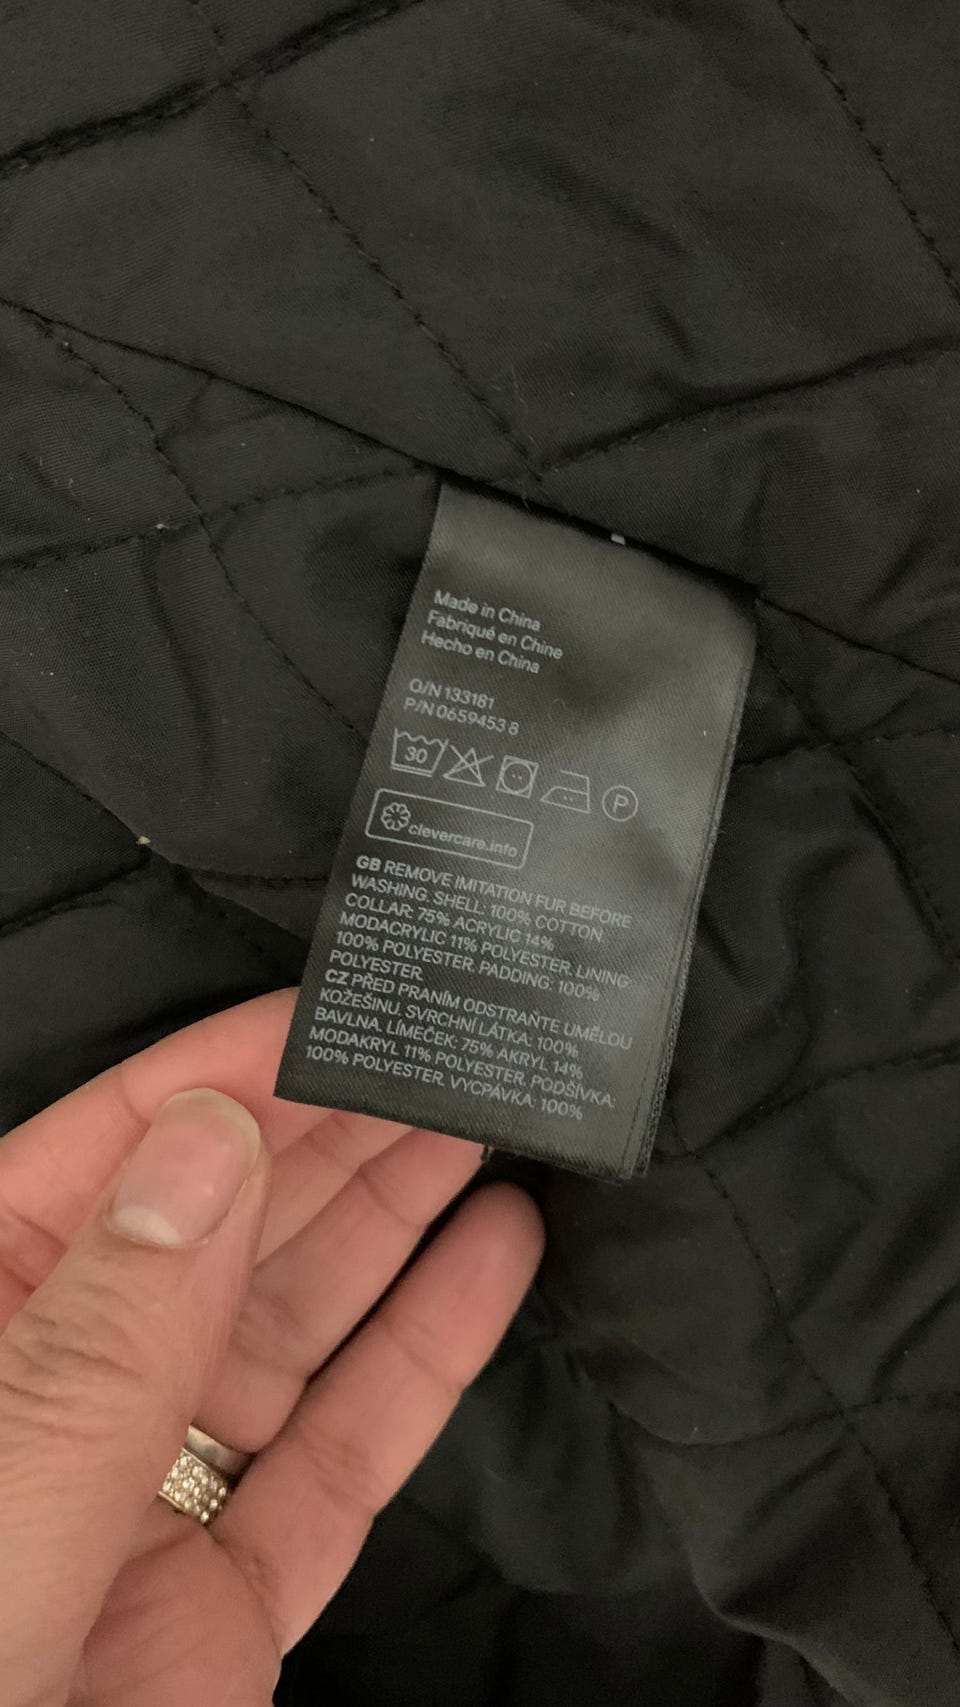 Made in China
Fabriqué en Chine
Hecho en China
O/N 133181
P/N 0659453 8
30 P
clevercare.info
GB REMOVE IMITATION FUR BEFORE
WASHING. SHELL: 100% COTTON.
COLLAR: 75% ACRYLIC 14%
MODACRYLIC 11% POLYESTER. LINING:
100% POLYESTER. PADDING: 100%
POLYESTER.
CZ PŘED PRANÍM ODSTRAŇTE UMĚLOU
KOŽEŠINU. SVRCHNÍ LÁTKA: 100%
BAVLNA. LÍMEČEK: 75% AKRYL 14%
MODAKRYL 11% POLYESTER. PODŠÍVKA:
100% POLYESTER. VYCPÁVKA: 100%